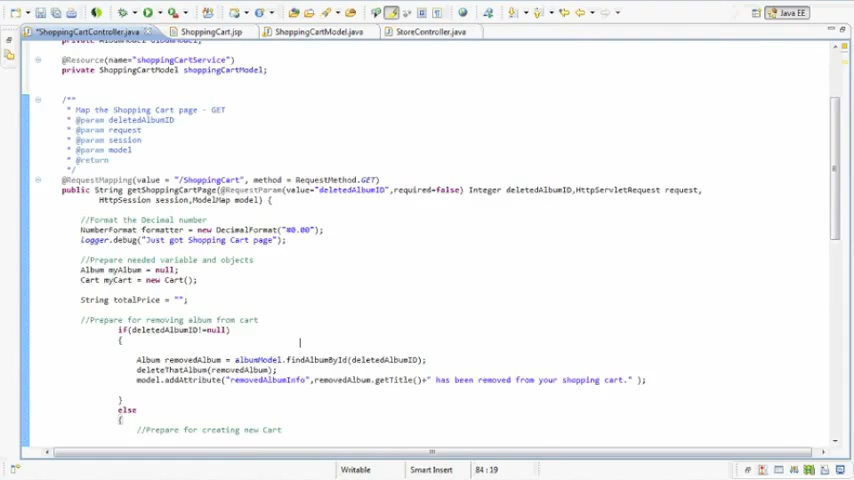 Java EE
*ShoppingCartController.java
ShoppingCart.jsp
ShoppingCartModel.java
StoreController.java
private AlbumModel albumModel;
@Resource(name="shoppingCartService")
private ShoppingCartModel shoppingCartModel;
/**
* Map the Shopping Cart page - GET
* @param deletedAlbumID
* @param request
* @param session
* @param model
* @return
*/
@RequestMapping(value = "/ShoppingCart", method = RequestMethod.GET)
public String getShoppingCartPage(@RequestParam(value="deletedAlbumID",required=false) Integer deletedAlbumID,HttpServletRequest request,
HttpSession session,ModelMap model) {
//Format the Decimal number
NumberFormat formatter = new DecimalFormat("#0.00");
logger.debug("Just got Shopping Cart page");
//Prepare needed variable and objects
Album myAlbum = null;
Cart myCart = new Cart();
String totalPrice = "";
//Prepare for removing album from cart
if(deletedAlbumID!=null)
{
Album removedAlbum = albumModel.findAlbumById(deletedAlbumID);
deleteThatAlbum(removedAlbum);
model.addAttribute("removedAlbumInfo",removedAlbum.getTitle()+" has been removed from your shopping cart." );
}
else
{
//Prepare for creating new Cart
Writable
Smart Insert
84 : 19